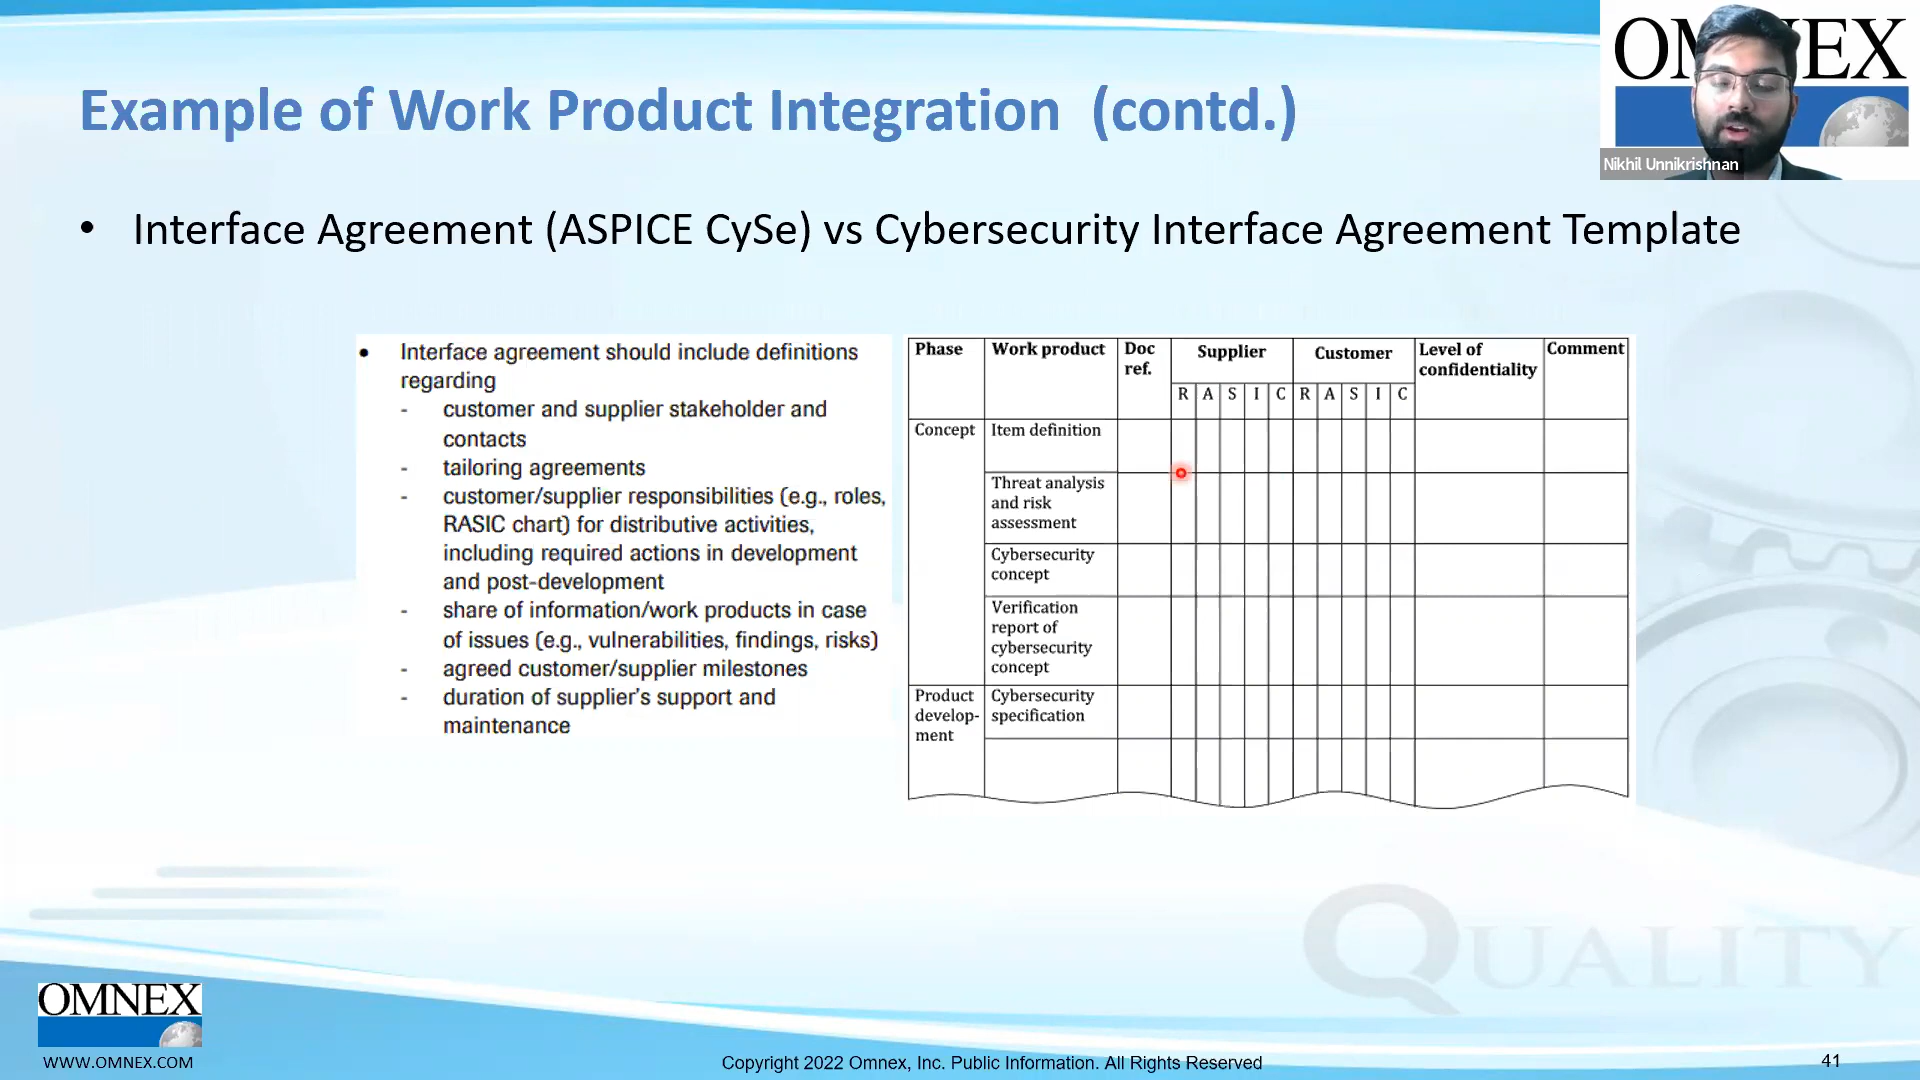 OMNEX
Nikhil Unnikrishnan
Example of Work Product Integration (contd.)
• Interface Agreement (ASPICE CySe) vs Cybersecurity Interface Agreement Template
• Interface agreement should include definitions
regarding
- customer and supplier stakeholder and
contacts
- tailoring agreements
- customer/supplier responsibilities (e.g., roles,
RASIC chart) for distributive activities,
including required actions in development
and post-development
- share of information/work products in case
of issues (e.g., vulnerabilities, findings, risks)
- agreed customer/supplier milestones
- duration of supplier's support and
maintenance
Phase Work product Doc ref. Supplier Customer Level of confidentiality Comment
R A S I C R A S I C
Concept Item definition
Threat analysis
and risk
assessment
Cybersecurity
concept
Verification
report of
cybersecurity
concept
Product develop-ment Cybersecurity specification
QUALITY
OMNEX
WWW.OMNEX.COM
Copyright 2022 Omnex, Inc. Public Information. All Rights Reserved
41